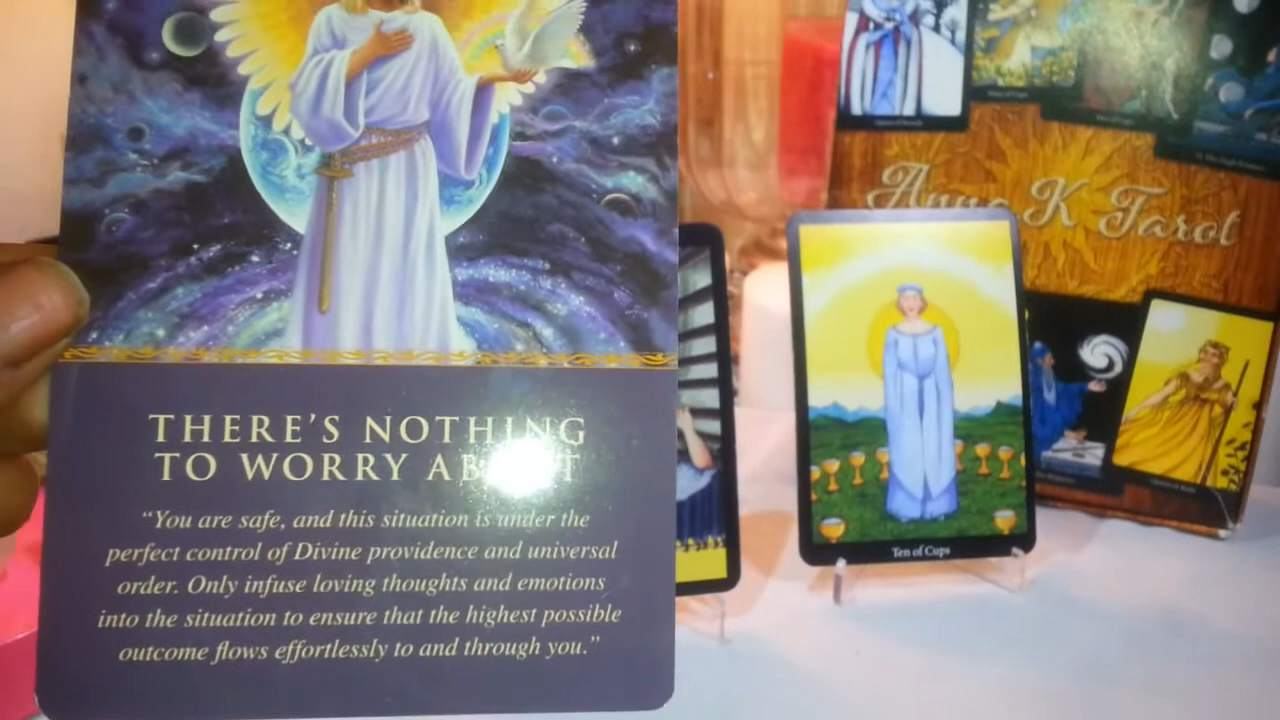 THERE'S NOTHING
TO WORRY ABOUT
"You are safe, and this situation is under the
perfect control of Divine providence and universal
order. Only infuse loving thoughts and emotions
into the situation to ensure that the highest possible
outcome flows effortlessly to and through you."
Anna K Tarot
Ten of Cups